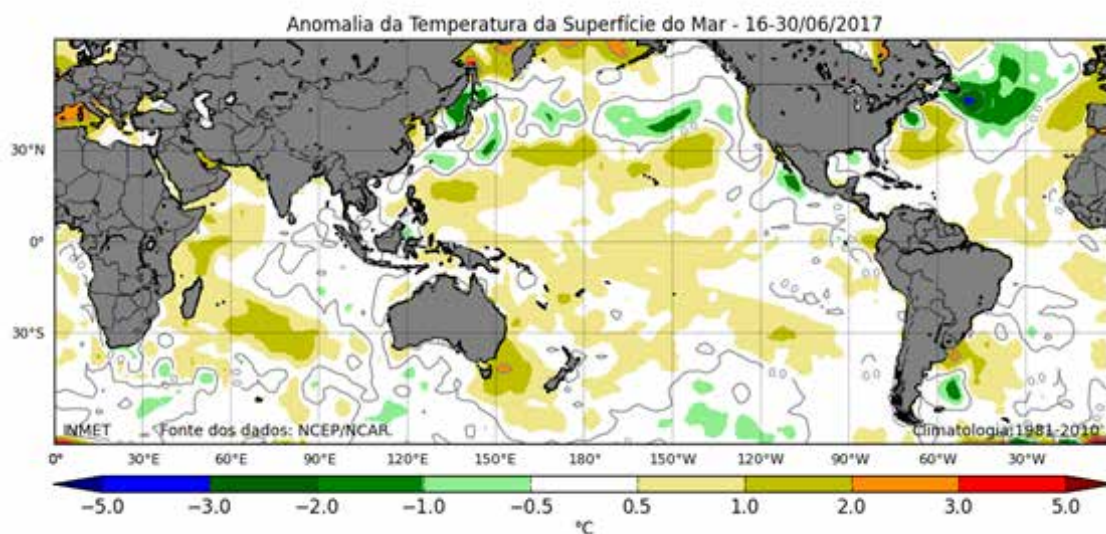 Anomalia da Temperatura da Superfície do Mar - 16-30/06/2017
30°N
0°
30°S
INMET Fonte dos dados: NCEP/NCAR. Climatologia:1981-2010
0° 30°E 60°E 90°E 120°E 150°E 180° 150°W 120°W 90°W 60°W 30°W
−5.0 −3.0 −2.0 −1.0 −0.5 0.5 1.0 2.0 3.0 5.0
°C